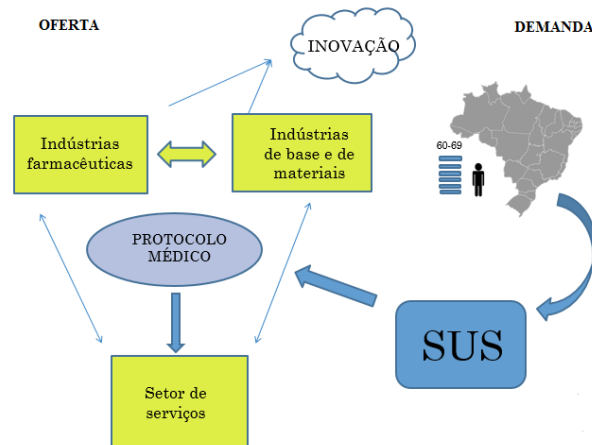 OFERTA
INOVAÇÃO
DEMANDA
Indústrias
farmacêuticas
Indústrias
de base e de
materiais
60-69
PROTOCOLO
MÉDICO
SUS
Setor de
serviços